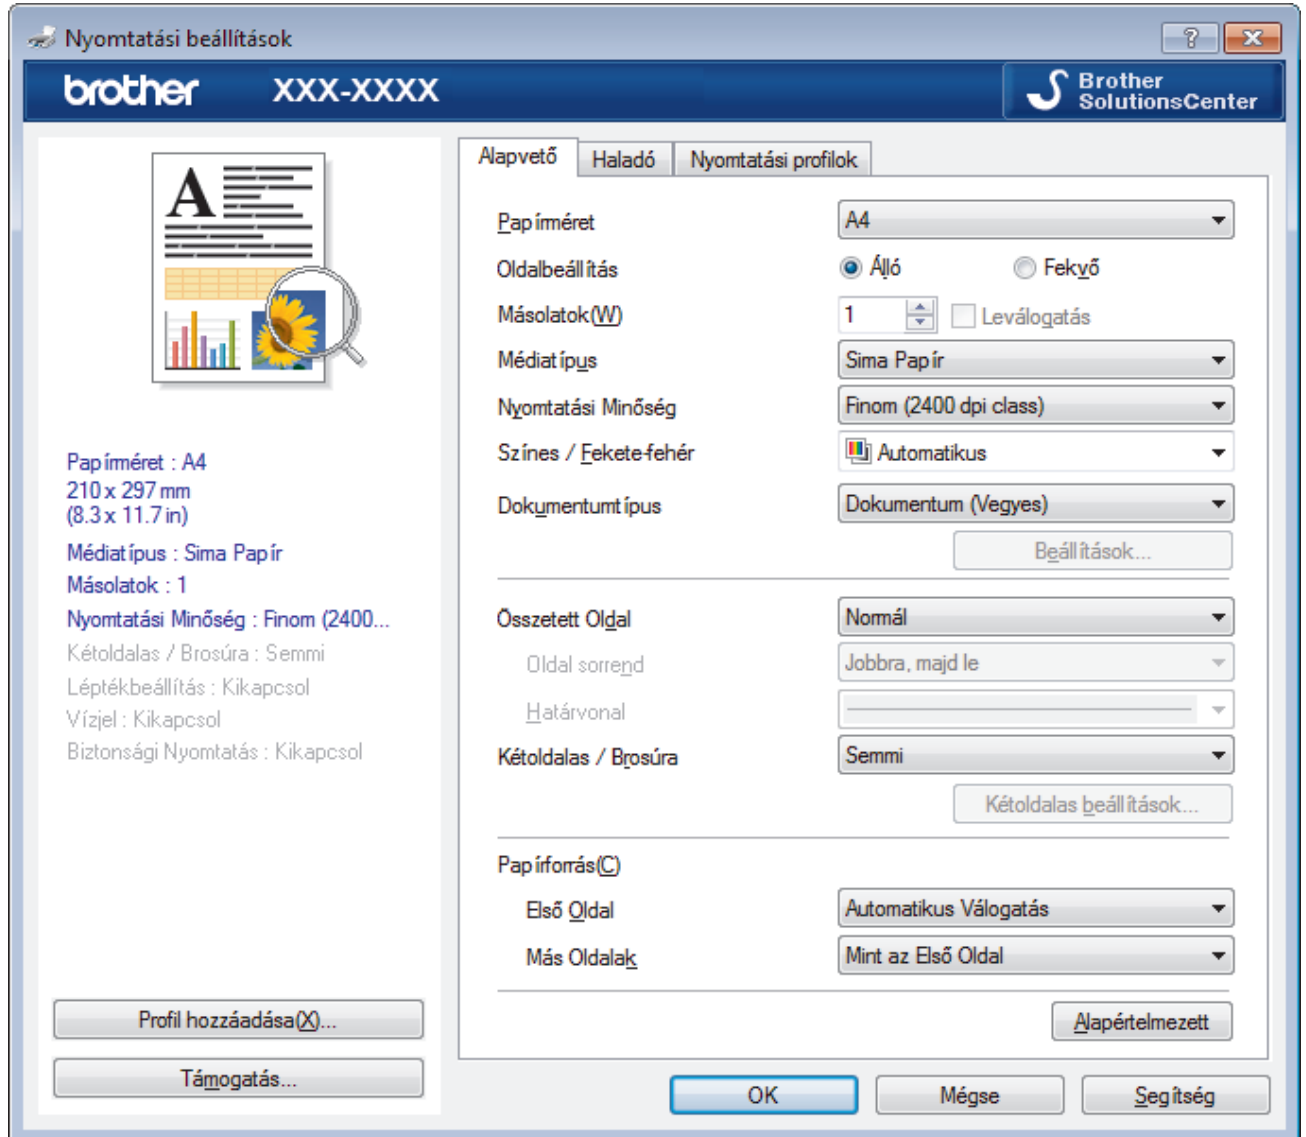 Nyomtatási beállítások
brother XXX-XXXX
Brother
SolutionsCenter
A
Papírméret : A4
210 x 297 mm
(8.3 x 11.7 in)
Médiatípus : Sima Papír
Másolatok : 1
Nyomtatási Minőség : Finom (2400...
Kétoldalas / Brosúra : Semmi
Léptékbeállítás : Kikapcsol
Vízjel : Kikapcsol
Biztonsági Nyomtatás : Kikapcsol
Profil hozzáadása(X)...
Támogatás...
Alapvető Haladó Nyomtatási profilok
Papírméret A4
Oldalbeállítás Álló Fekvő
Másolatok(W) 1 Leválogatás
Médiatípus Sima Papír
Nyomtatási Minőség Finom (2400 dpi class)
Színes / Fekete-fehér Automatikus
Dokumentumtípus Dokumentum (Vegyes)
Beállítások...
Összetett Oldal Normál
Oldal sorrend Jobbra, majd le
Határvonal
Kétoldalas / Brosúra Semmi
Kétoldalas beállítások...
Papírforrás(C)
Első Oldal Automatikus Válogatás
Más Oldalak Mint az Első Oldal
Alapértelmezett
OK Mégse Segítség